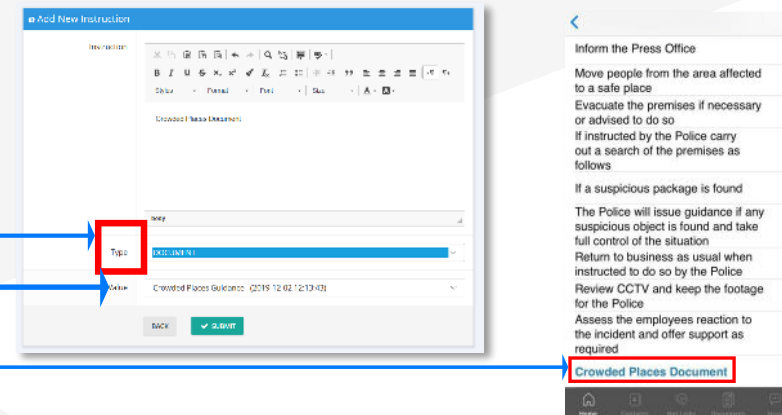 Add New Instruction
Instruction
B I U S
Styles Format Font Size A A
Crowded Places Document
body
Type
DOCUMENT
Value
Crowded Places Guidance (2019-12-02 12:13:43)
BACK
SUBMIT
Inform the Press Office
Move people from the area affected
to a safe place
Evacuate the premises if necessary
or advised to do so
If instructed by the Police carry
out a search of the premises as
follows
If a suspicious package is found
The Police will issue guidance if any
suspicious object is found and take
full control of the situation
Return to business as usual when
instructed to do so by the Police
Review CCTV and keep the footage
for the Police
Assess the employees reaction to
the incident and offer support as
required
Crowded Places Document
Home